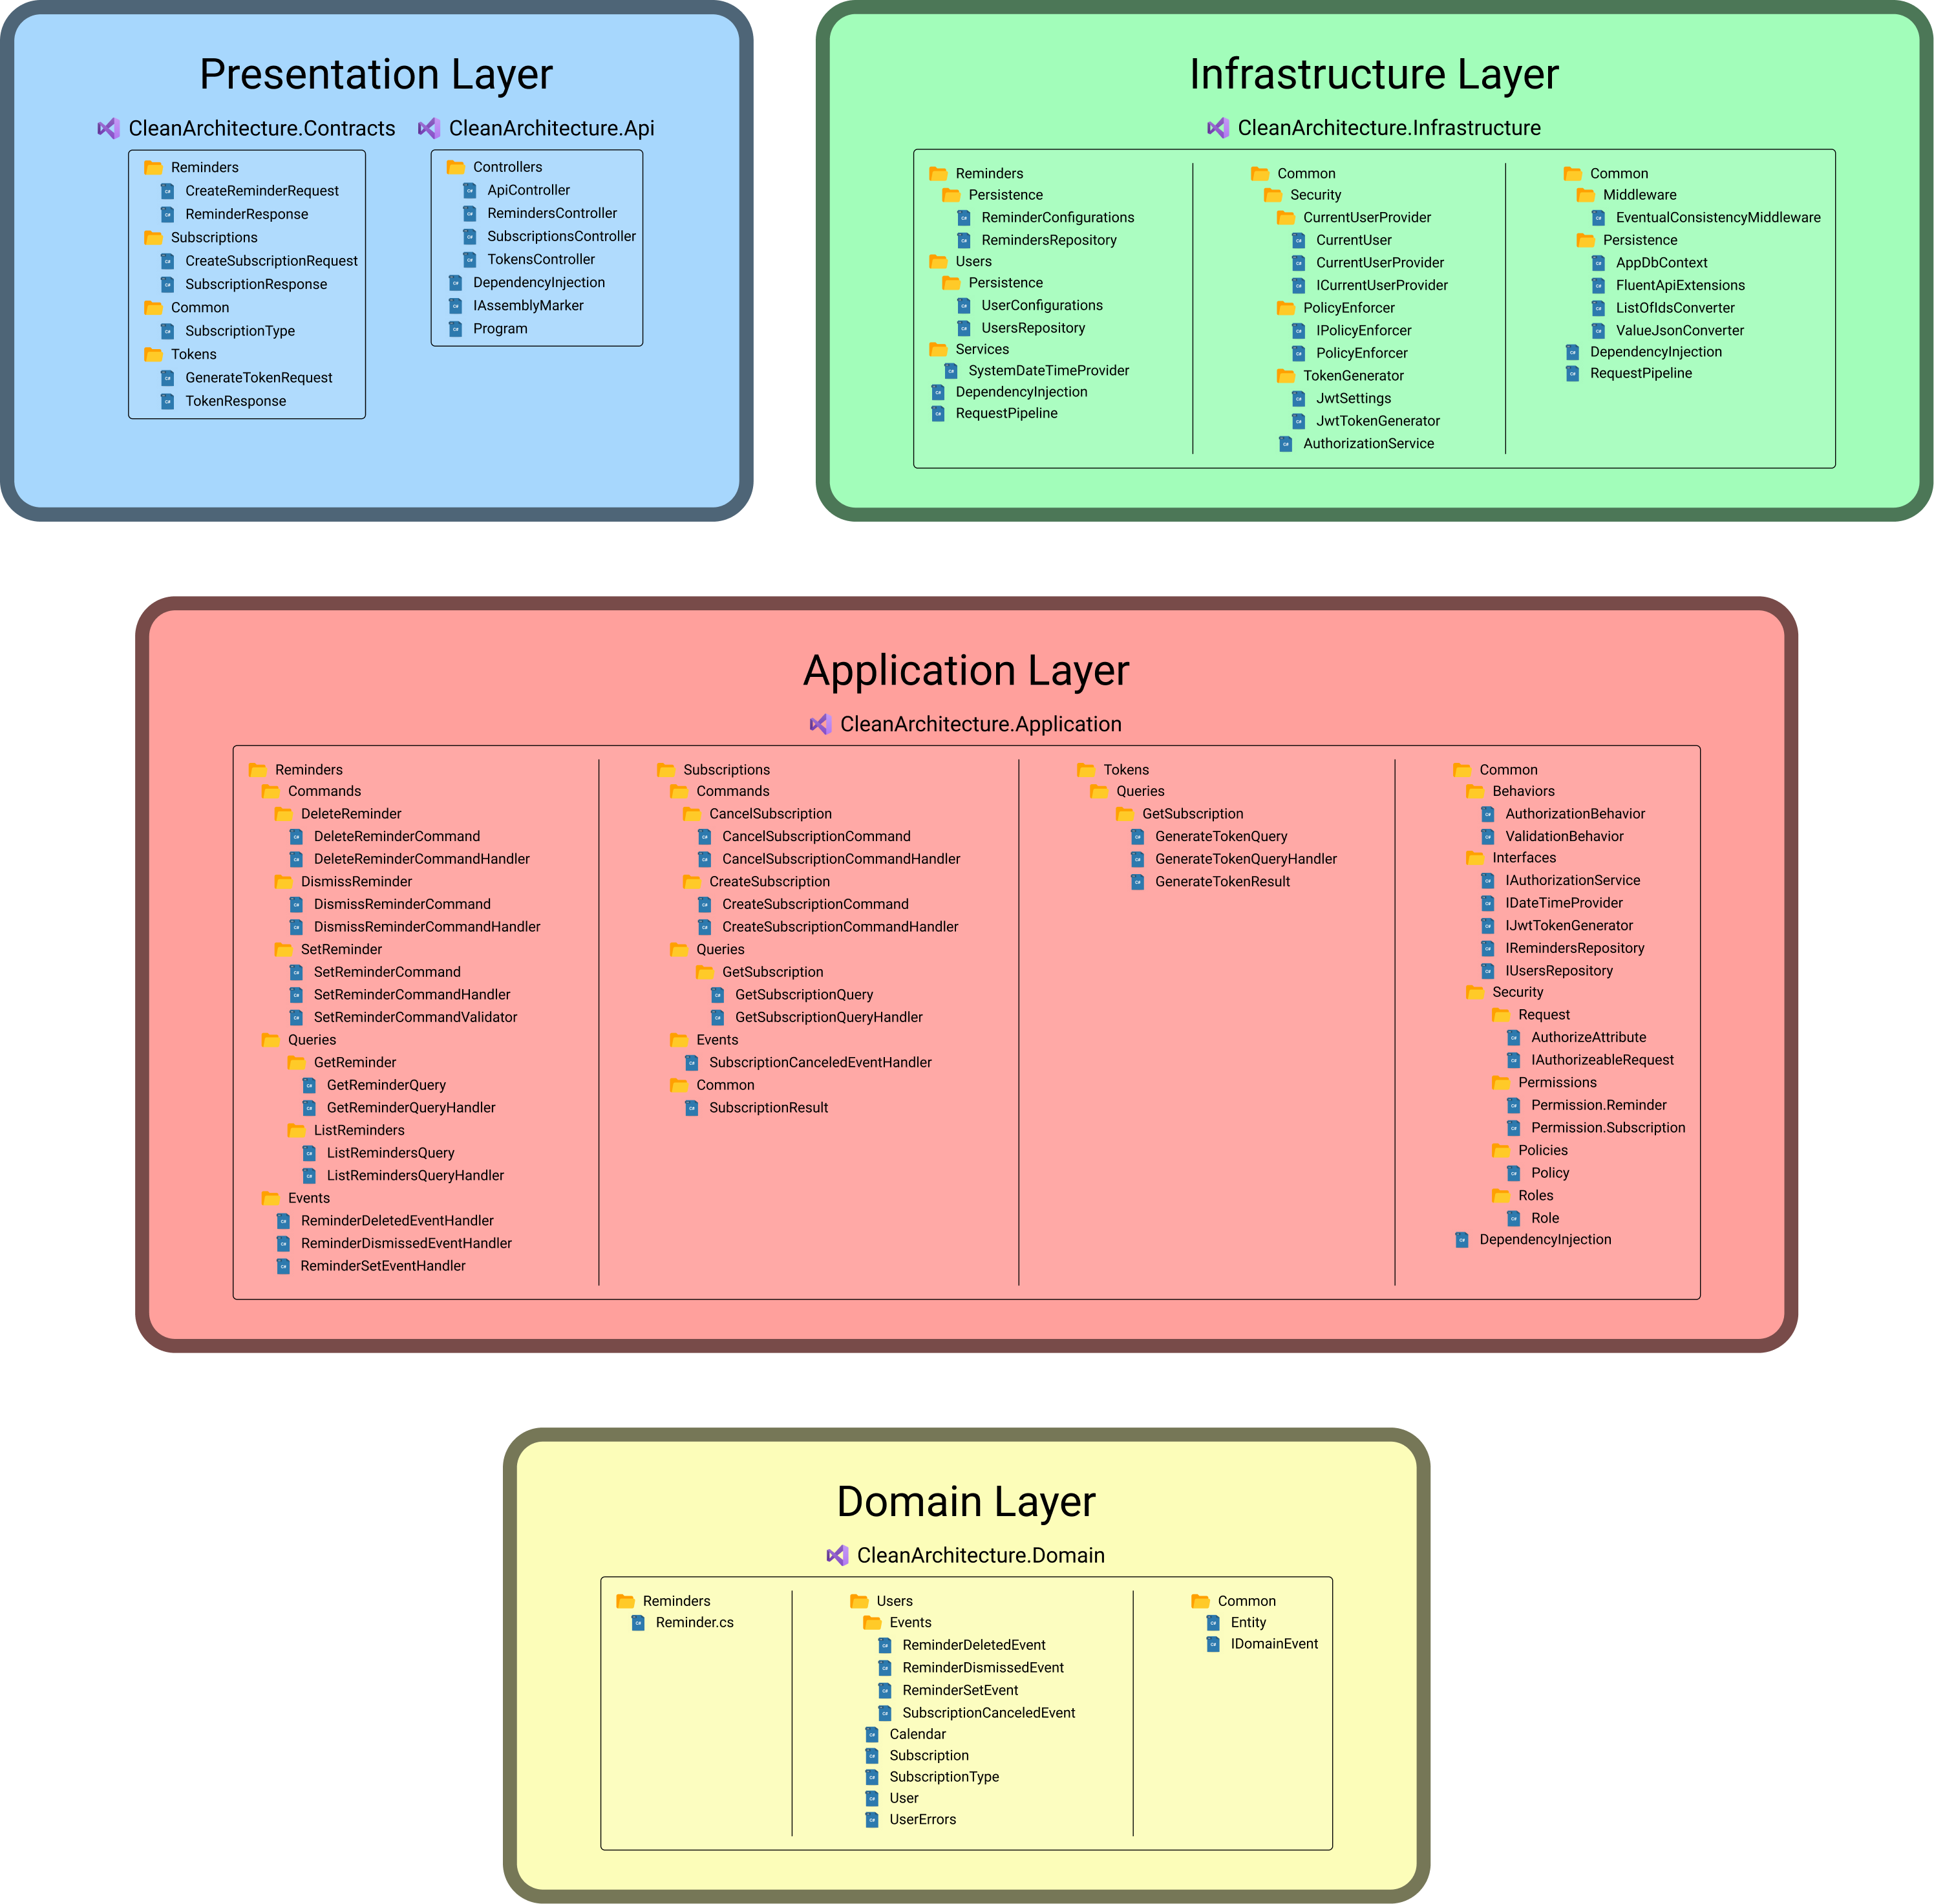 Presentation Layer
CleanArchitecture.Contracts
Reminders
CreateReminderRequest
ReminderResponse
Subscriptions
CreateSubscriptionRequest
SubscriptionResponse
Common
SubscriptionType
Tokens
GenerateTokenRequest
TokenResponse
CleanArchitecture.Api
Controllers
ApiController
RemindersController
SubscriptionsController
TokensController
DependencyInjection
IAssemblyMarker
Program
Infrastructure Layer
CleanArchitecture.Infrastructure
Reminders
Persistence
ReminderConfigurations
RemindersRepository
Users
Persistence
UserConfigurations
UsersRepository
Services
SystemDateTimeProvider
DependencyInjection
RequestPipeline
Common
Security
CurrentUserProvider
CurrentUser
CurrentUserProvider
ICurrentUserProvider
PolicyEnforcer
IPolicyEnforcer
PolicyEnforcer
TokenGenerator
JwtSettings
JwtTokenGenerator
AuthorizationService
Common
Middleware
EventualConsistencyMiddleware
Persistence
AppDbContext
FluentApiExtensions
ListOfIdsConverter
ValueJsonConverter
DependencyInjection
RequestPipeline
Application Layer
CleanArchitecture.Application
Reminders
Commands
DeleteReminder
DeleteReminderCommand
DeleteReminderCommandHandler
DismissReminder
DismissReminderCommand
DismissReminderCommandHandler
SetReminder
SetReminderCommand
SetReminderCommandHandler
SetReminderCommandValidator
Queries
GetReminder
GetReminderQuery
GetReminderQueryHandler
ListReminders
ListRemindersQuery
ListRemindersQueryHandler
Events
ReminderDeletedEventHandler
ReminderDismissedEventHandler
ReminderSetEventHandler
Subscriptions
Commands
CancelSubscription
CancelSubscriptionCommand
CancelSubscriptionCommandHandler
CreateSubscription
CreateSubscriptionCommand
CreateSubscriptionCommandHandler
Queries
GetSubscription
GetSubscriptionQuery
GetSubscriptionQueryHandler
Events
SubscriptionCanceledEventHandler
Common
SubscriptionResult
Tokens
Queries
GetSubscription
GenerateTokenQuery
GenerateTokenQueryHandler
GenerateTokenResult
Common
Behaviors
AuthorizationBehavior
ValidationBehavior
Interfaces
IAuthorizationService
IDateTimeProvider
IJwtTokenGenerator
IRemindersRepository
IUsersRepository
Security
Request
AuthorizeAttribute
IAuthorizeableRequest
Permissions
Permission.Reminder
Permission.Subscription
Policies
Policy
Roles
Role
DependencyInjection
Domain Layer
CleanArchitecture.Domain
Reminders
Reminder.cs
Users
Events
ReminderDeletedEvent
ReminderDismissedEvent
ReminderSetEvent
SubscriptionCanceledEvent
Calendar
Subscription
SubscriptionType
User
UserErrors
Common
Entity
IDomainEvent